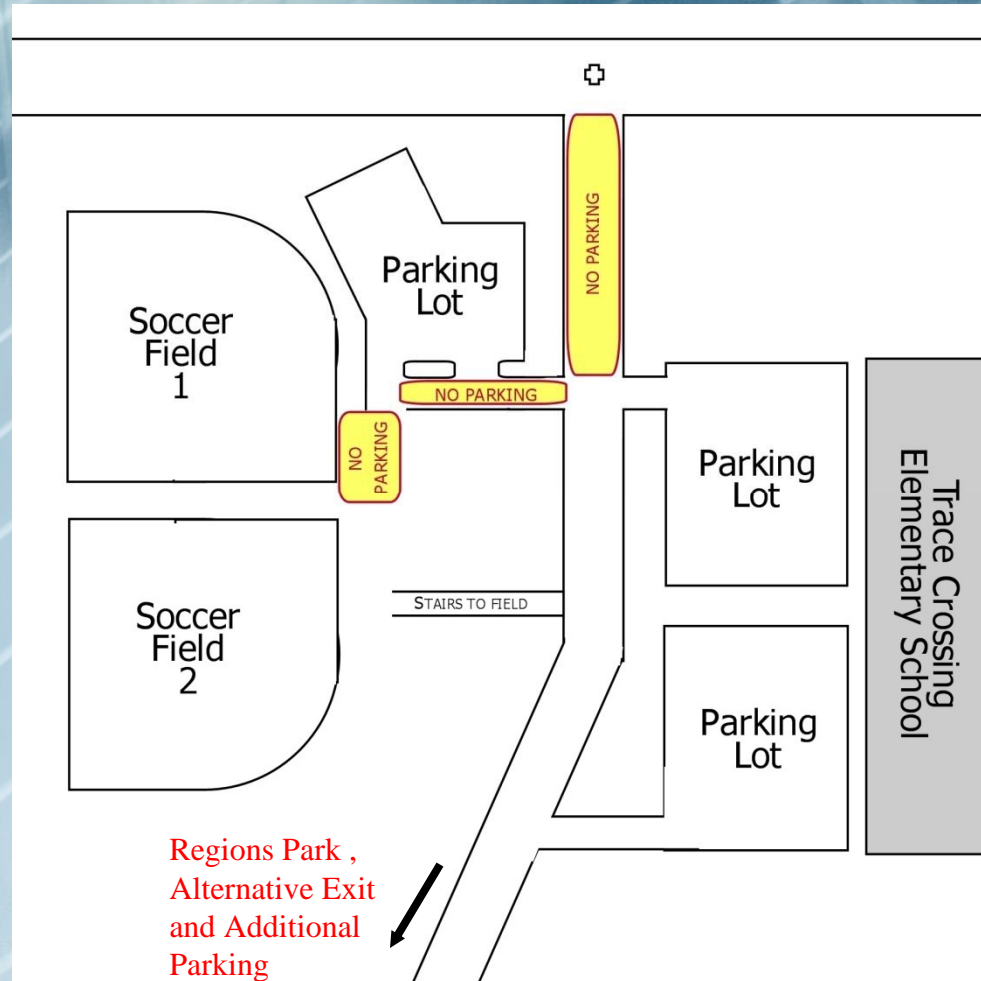 NO PARKING
Parking
Lot
Soccer
Field
1
NO PARKING
NO
PARKING
Parking
Lot
Trace Crossing
Elementary School
STAIRS TO FIELD
Soccer
Field
2
Parking
Lot
Regions Park ,
Alternative Exit
and Additional
Parking